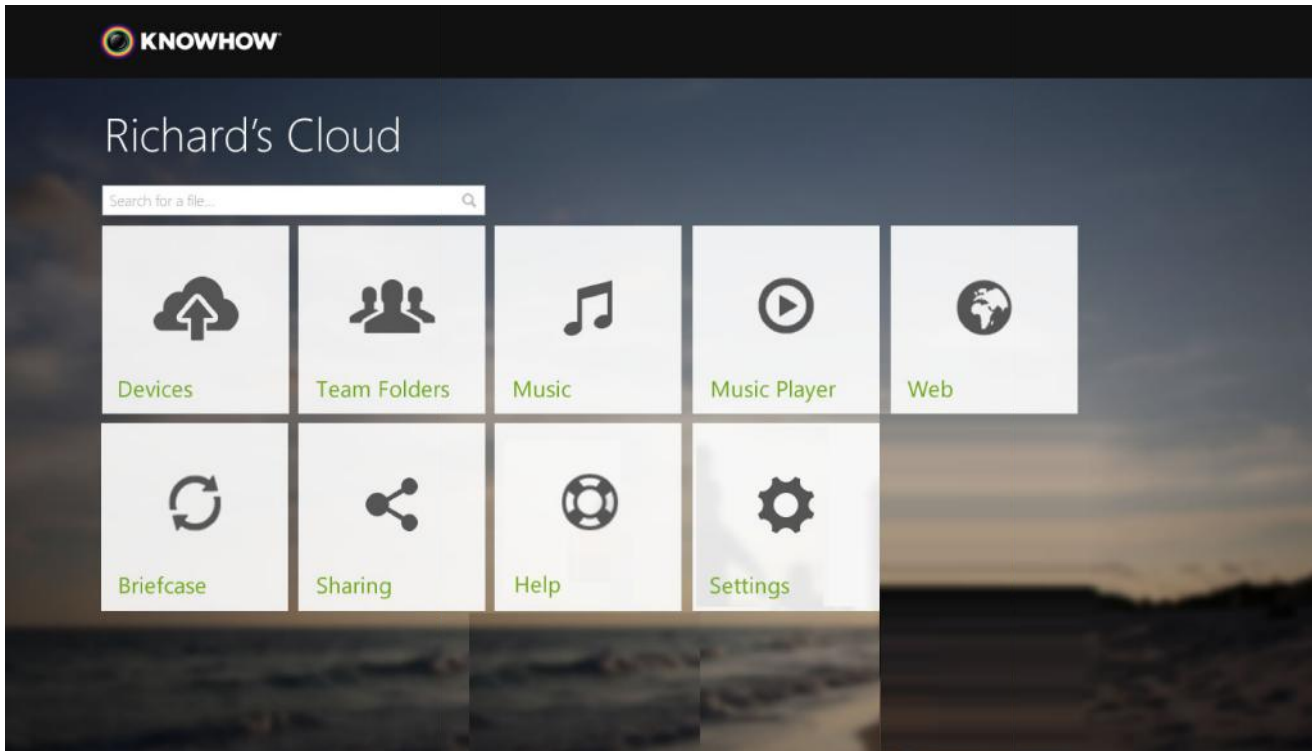 KNOWHOW
Richard's Cloud
Search for a file...
Devices
Team Folders
Music
Music Player
Web
Briefcase
Sharing
Help
Settings